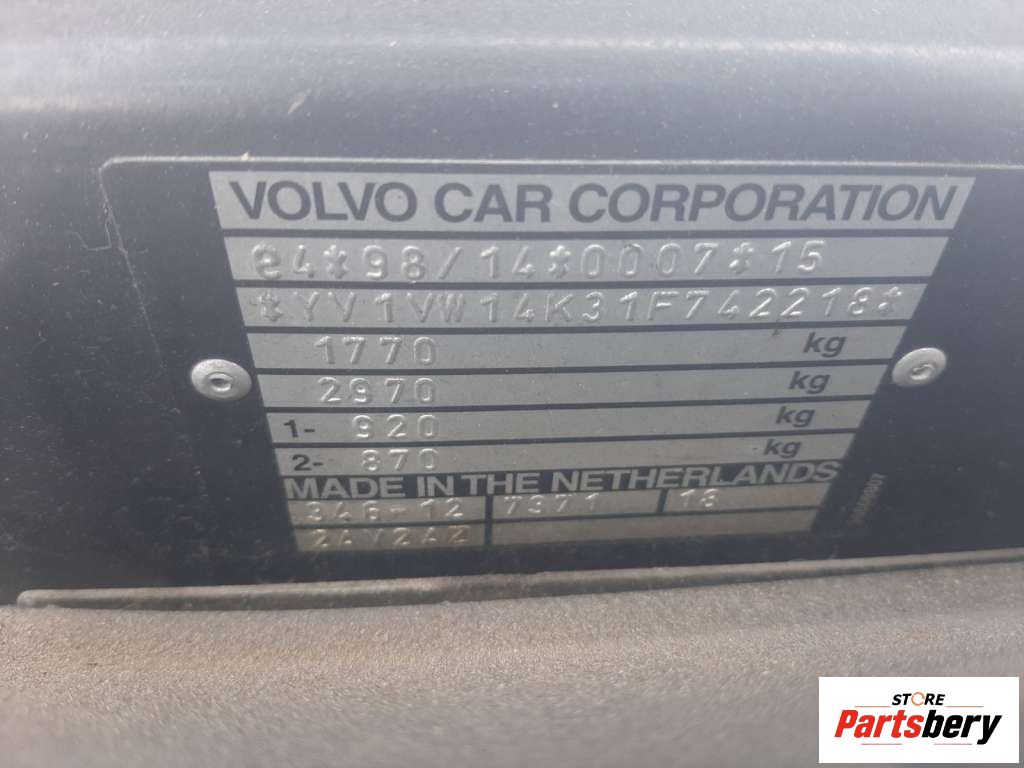 VOLVO CAR CORPORATION
e4*98/14*0007*15
*YV1VW14K31F742218*
1770 kg
2970 kg
1- 920 kg
2- 870 kg
MADE IN THE NETHERLANDS
346-12 7371 18
2AY2AZ
STORE
Partsbery